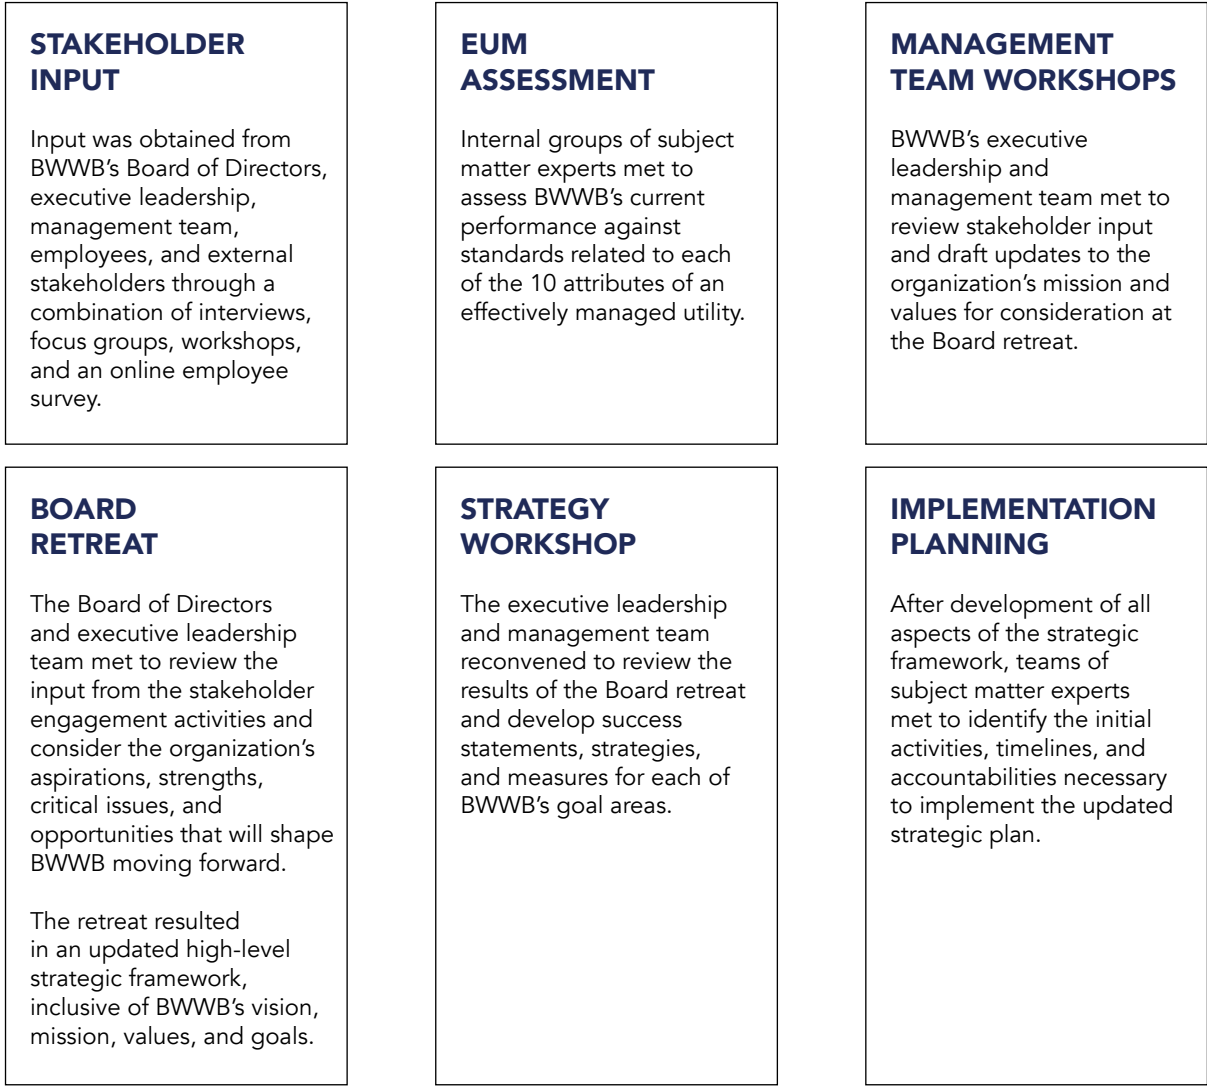 STAKEHOLDER
INPUT
Input was obtained from
BWWB’s Board of Directors,
executive leadership,
management team,
employees, and external
stakeholders through a
combination of interviews,
focus groups, workshops,
and an online employee
survey.
EUM
ASSESSMENT
Internal groups of subject
matter experts met to
assess BWWB’s current
performance against
standards related to each
of the 10 attributes of an
effectively managed utility.
MANAGEMENT
TEAM WORKSHOPS
BWWB’s executive
leadership and
management team met to
review stakeholder input
and draft updates to the
organization’s mission and
values for consideration at
the Board retreat.
BOARD
RETREAT
The Board of Directors
and executive leadership
team met to review the
input from the stakeholder
engagement activities and
consider the organization’s
aspirations, strengths,
critical issues, and
opportunities that will shape
BWWB moving forward.
The retreat resulted
in an updated high-level
strategic framework,
inclusive of BWWB’s vision,
mission, values, and goals.
STRATEGY
WORKSHOP
The executive leadership
and management team
reconvened to review the
results of the Board retreat
and develop success
statements, strategies,
and measures for each of
BWWB’s goal areas.
IMPLEMENTATION
PLANNING
After development of all
aspects of the strategic
framework, teams of
subject matter experts
met to identify the initial
activities, timelines, and
accountabilities necessary
to implement the updated
strategic plan.